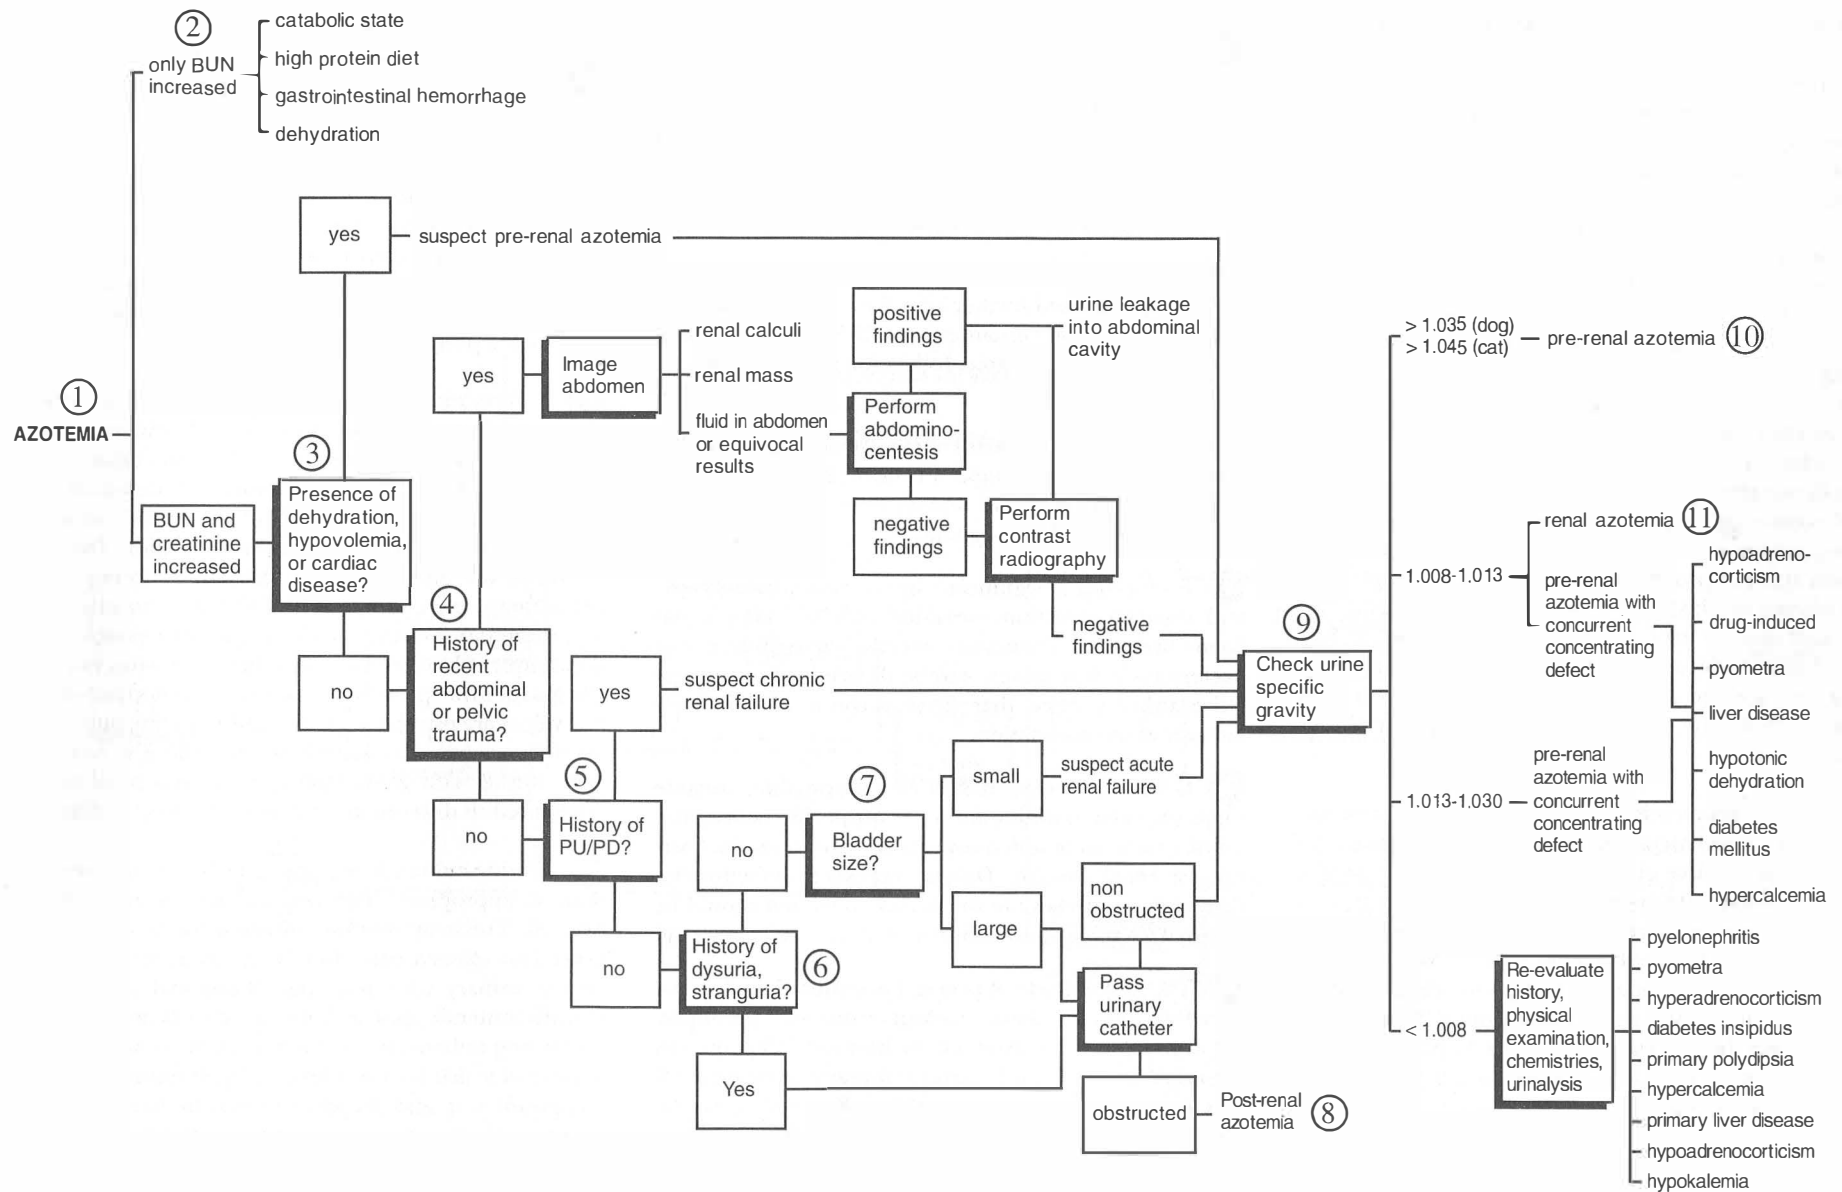 ②
only BUN
increased
catabolic state
high protein diet
gastrointestinal hemorrhage
dehydration
①
AZOTEMIA
BUN and
creatinine
increased
③
Presence of
dehydration,
hypovolemia,
or cardiac
disease?
yes
suspect pre-renal azotemia
no
④
History of
recent
abdominal
or pelvic
trauma?
yes
Image
abdomen
renal calculi
renal mass
fluid in abdomen
or equivocal
results
Perform
abdomino-
centesis
positive
findings
urine leakage
into abdominal
cavity
negative
findings
Perform
contrast
radiography
negative
findings
no
⑤
History of
PU/PD?
yes
suspect chronic
renal failure
no
History of
dysuria,
stranguria?
⑥
no
⑦
Bladder
size?
small
suspect acute
renal failure
large
Yes
Pass
urinary
catheter
non
obstructed
obstructed
Post-renal
azotemia
⑧
⑨
Check urine
specific
gravity
> 1.035 (dog)
> 1.045 (cat)
pre-renal azotemia
⑩
1.008-1.013
renal azotemia
⑪
pre-renal
azotemia with
concurrent
concentrating
defect
1.013-1.030
pre-renal
azotemia with
concurrent
concentrating
defect
hypoadreno-
corticism
drug-induced
pyometra
liver disease
hypotonic
dehydration
diabetes
mellitus
hypercalcemia
< 1.008
Re-evaluate
history,
physical
examination,
chemistries,
urinalysis
pyelonephritis
pyometra
hyperadrenocorticism
diabetes insipidus
primary polydipsia
hypercalcemia
primary liver disease
hypoadrenocorticism
hypokalemia